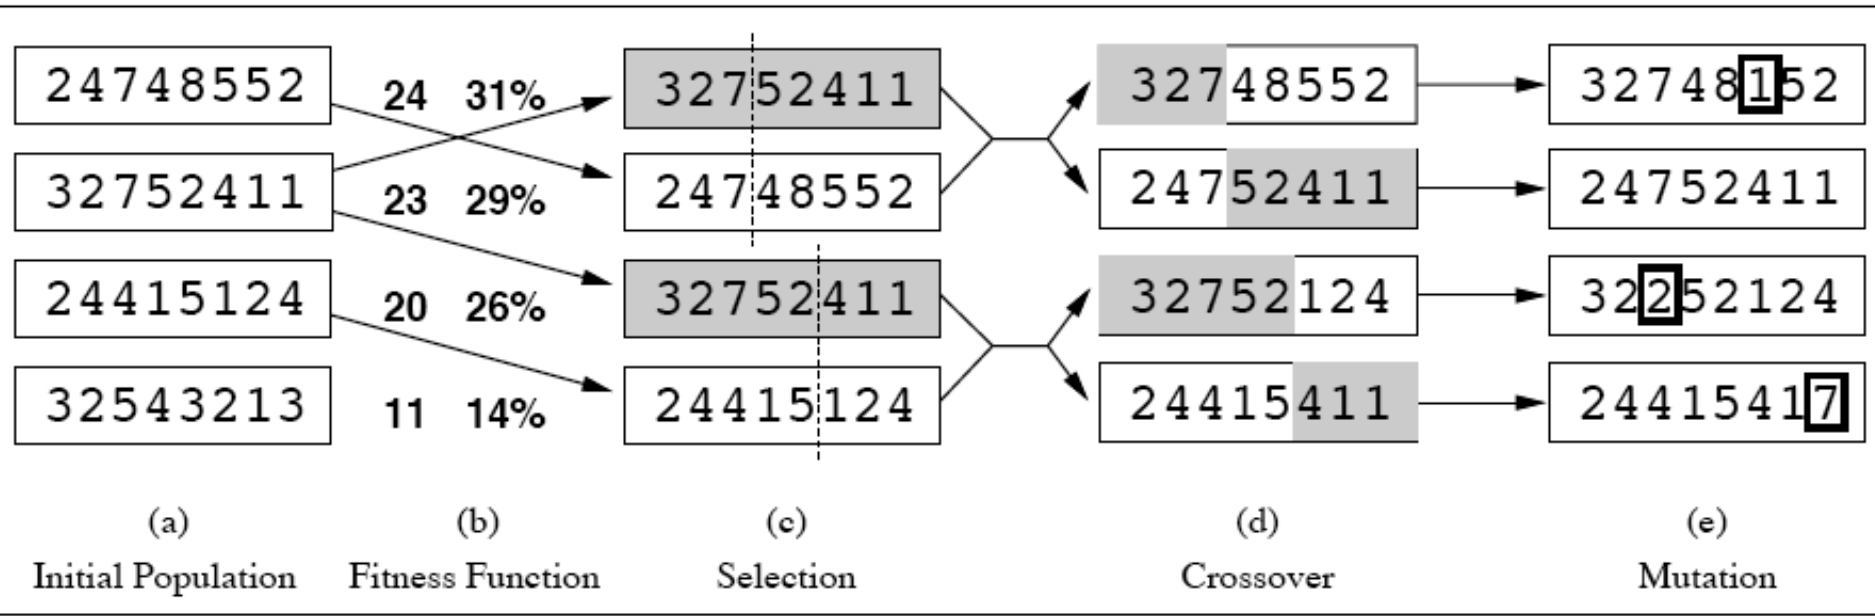 24748552 24 31% 32752411 32748552 32748152
32752411 23 29% 24748552 24752411 24752411
24415124 20 26% 32752411 32752124 32252124
32543213 11 14% 24415124 24415411 24415417
(a) (b) (c) (d) (e)
Initial Population Fitness Function Selection Crossover Mutation